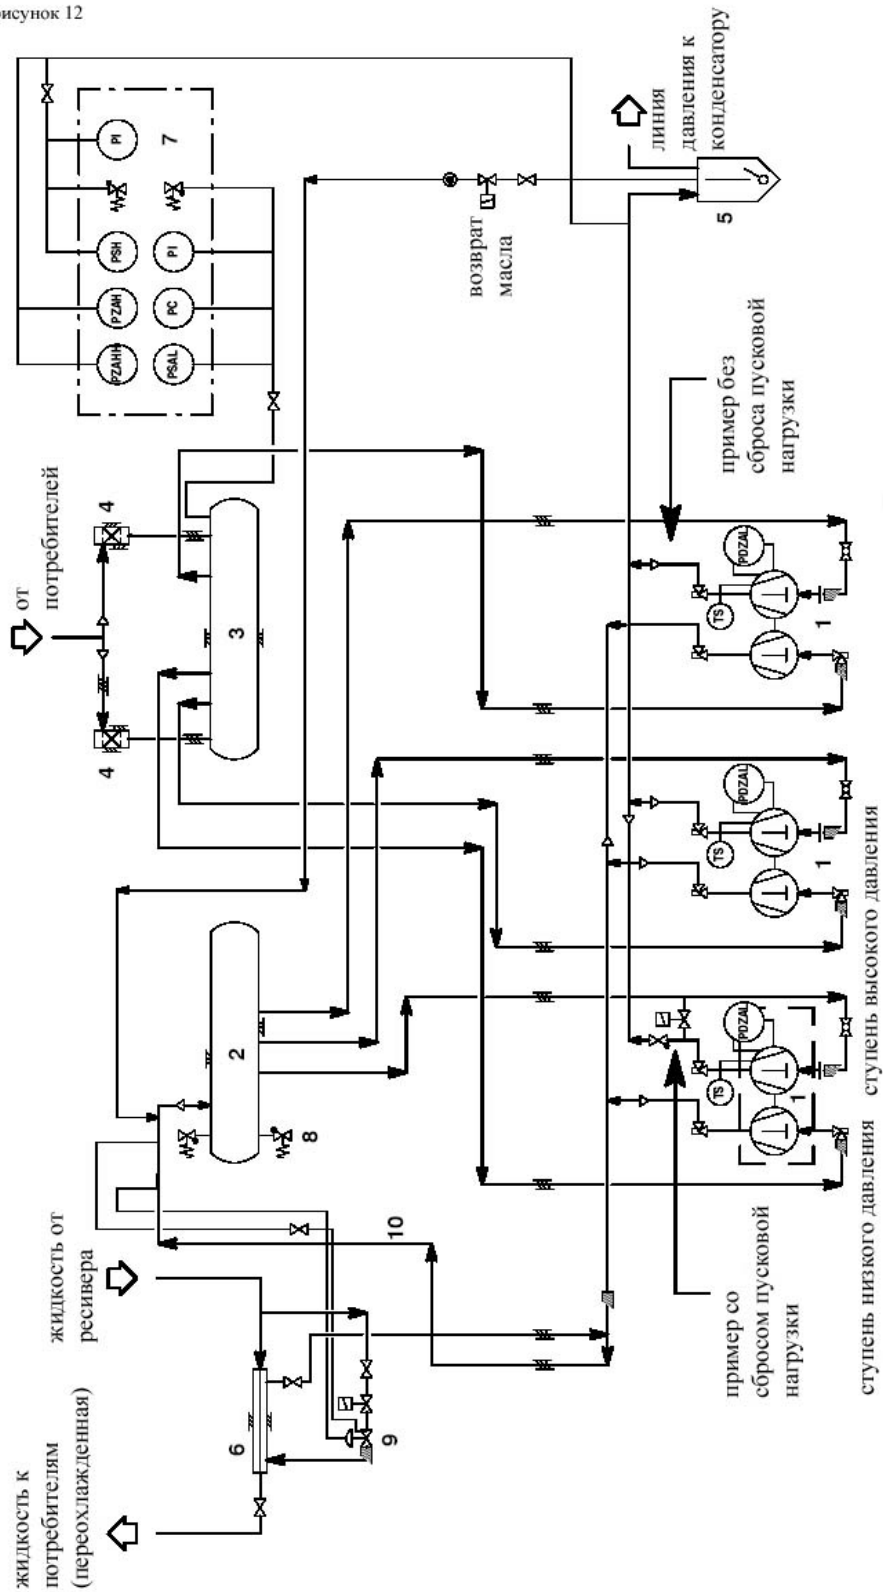 рисунок 12
жидкость к
потребителям
(переохлажденная)
жидкость от
ресивера
от
потребителей
4
4
3
2
8
6
9
10
PZAHH
PZAH
PSH
PI
PSAL
PC
PI
7
возврат
масла
5
линия
давления к
конденсатору
пример со
сбросом пусковой
нагрузки
пример без
сброса пусковой
нагрузки
TS
PDZAL
1
TS
PDZAL
1
TS
PDZAL
1
ступень низкого давления
ступень высокого давления